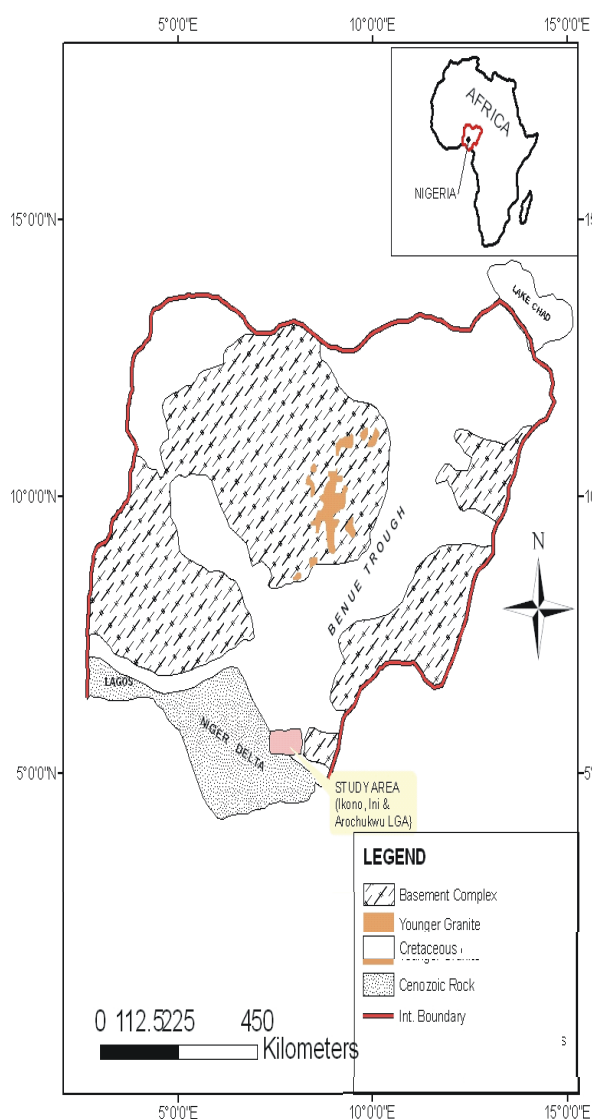 5°0'0"E 10°0'0"E 15°0'0"E
AFRICA
NIGERIA
15°0'0"N
LAKE CHAD
10°0'0"N
BENUE TROUGH
N
LAGOS
NIGER DELTA
STUDY AREA
(Ikono, Ini &
Arochukwu LGA)
5°0'0"N
LEGEND
Basement Complex
Younger Granite
Cretaceous
Cenozoic Rock
Int. Boundary
s
0 112.5 225 450
Kilometers
5°0'0"E 10°0'0"E 15°0'0"E